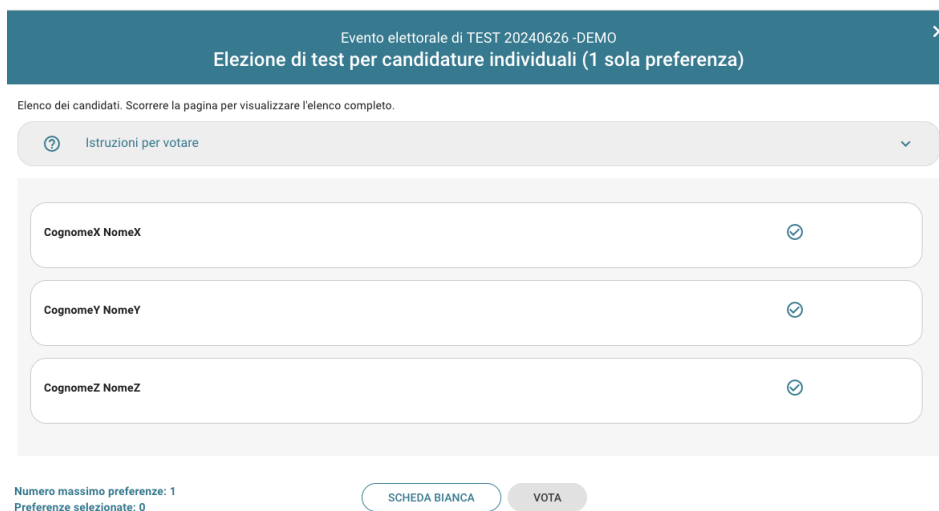 Evento elettorale di TEST 20240626 -DEMO
Elezione di test per candidature individuali (1 sola preferenza)
Elenco dei candidati. Scorrere la pagina per visualizzare l'elenco completo.
Istruzioni per votare
CognomeX NomeX
CognomeY NomeY
CognomeZ NomeZ
Numero massimo preferenze: 1
Preferenze selezionate: 0
SCHEDA BIANCA
VOTA